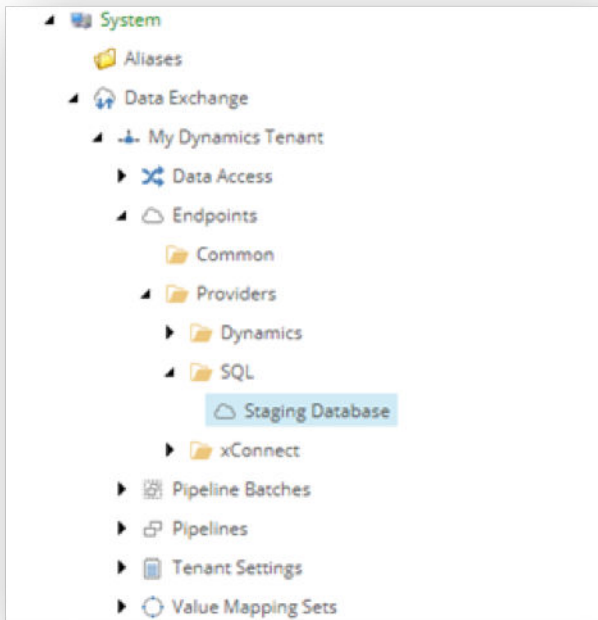 System
Aliases
Data Exchange
My Dynamics Tenant
Data Access
Endpoints
Common
Providers
Dynamics
SQL
Staging Database
xConnect
Pipeline Batches
Pipelines
Tenant Settings
Value Mapping Sets